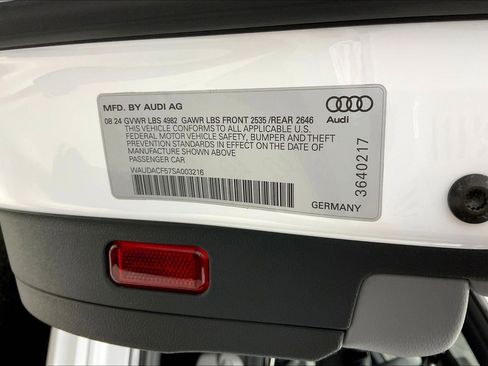 MFD. BY AUDI AG
08 24 GVWR LBS 4982 GAWR LBS FRONT 2535 /REAR 2646
THIS VEHICLE CONFORMS TO ALL APPLICABLE U.S.
FEDERAL MOTOR VEHICLE SAFETY, BUMPER AND THEFT
PREVENTION STANDARDS IN EFFECT ON THE DATE OF
MANUFACTURE SHOWN ABOVE
PASSENGER CAR
WAUDACF57SA003216
Audi
3640217
GERMANY